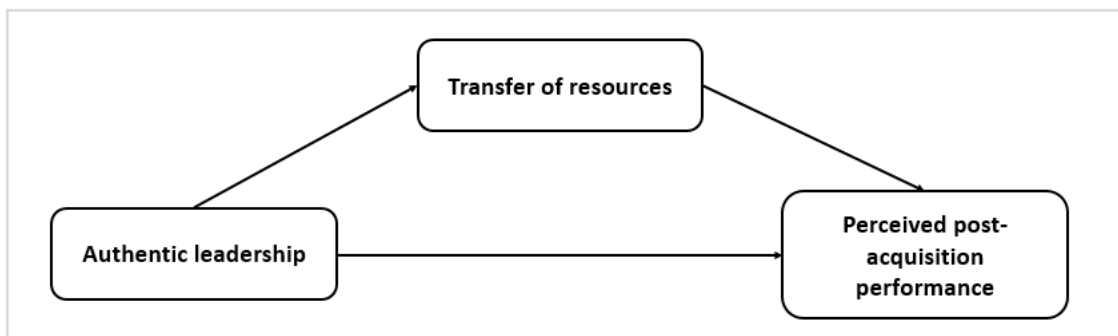 Transfer of resources
Authentic leadership
Perceived post-
acquisition
performance